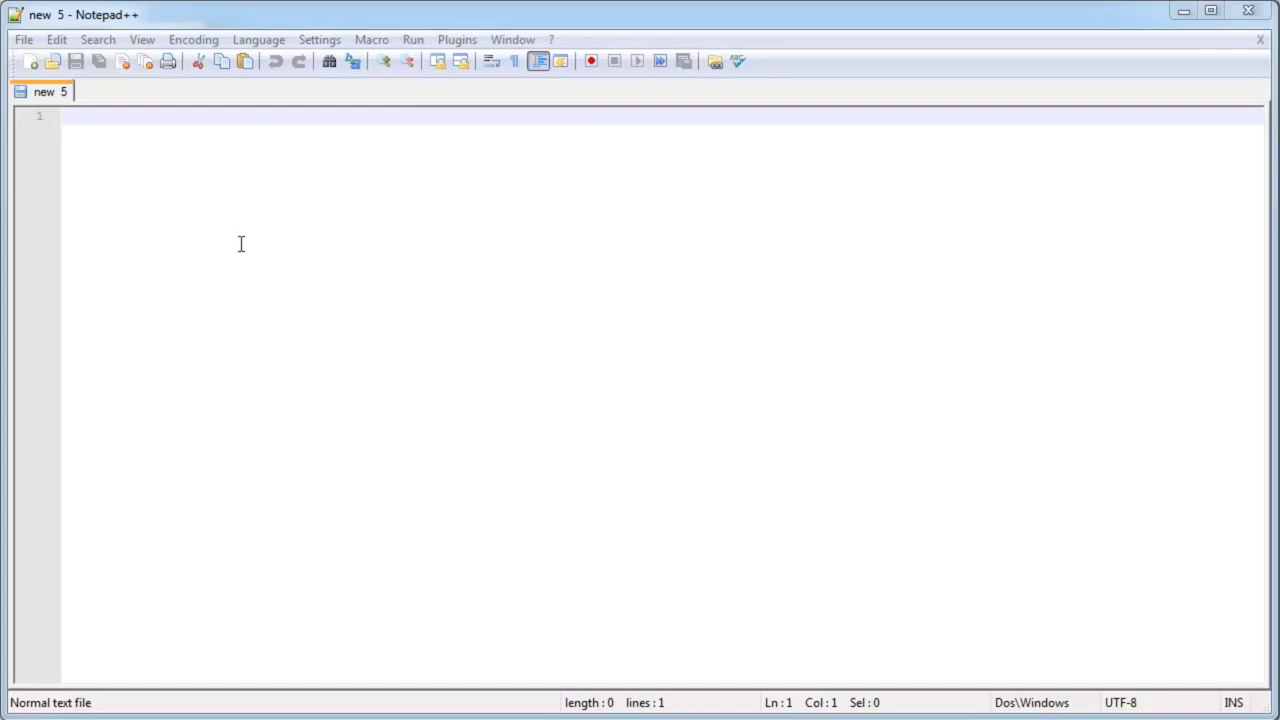 new  5 - Notepad++
File Edit Search View Encoding Language Settings Macro Run Plugins Window ? X
ABC
new  5
1
Normal text file length : 0 lines : 1 Ln : 1 Col : 1 Sel : 0 Dos\Windows UTF-8 INS